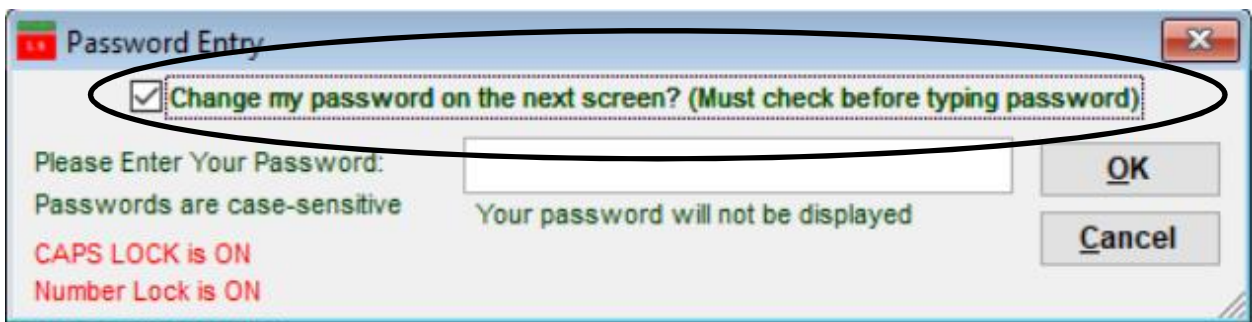 Password Entry
Change my password on the next screen? (Must check before typing password)
Please Enter Your Password:
OK
Passwords are case-sensitive
Your password will not be displayed
Cancel
CAPS LOCK is ON
Number Lock is ON